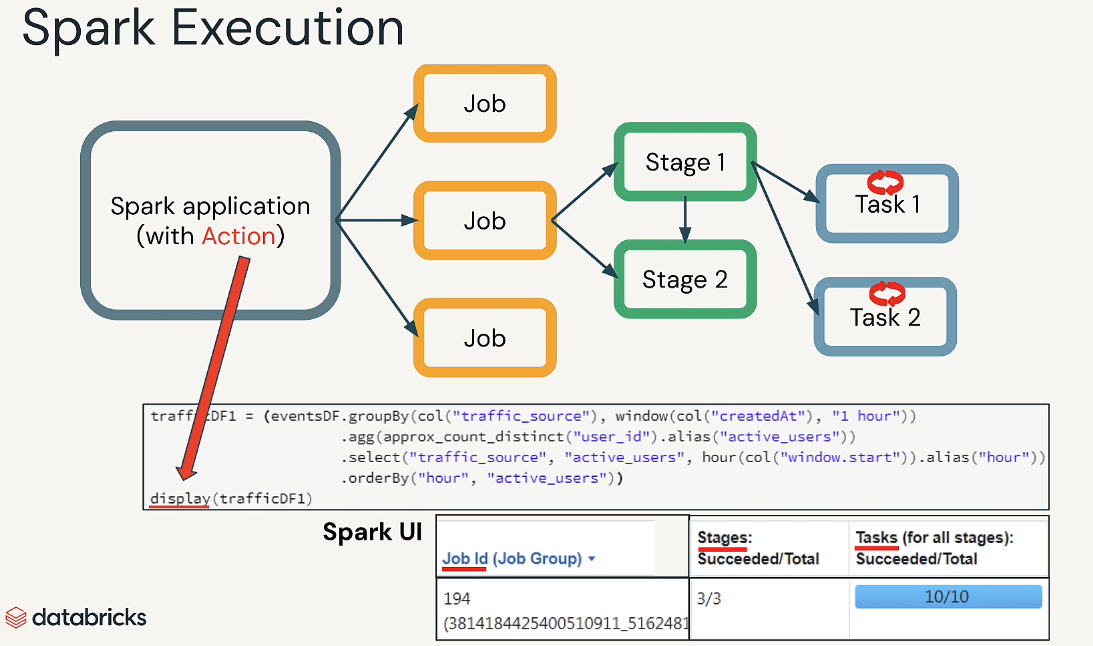 Spark Execution
Job
Stage 1
Spark application
(with Action)
Job
Task 1
Stage 2
Task 2
Job
trafficDF1 = (eventsDF.groupBy(col("traffic_source"), window(col("createdAt"), "1 hour"))
.agg(approx_count_distinct("user_id").alias("active_users"))
.select("traffic_source", "active_users", hour(col("window.start")).alias("hour"))
.orderBy("hour", "active_users"))
display(trafficDF1)
Spark UI
Job Id (Job Group)
Stages:
Succeeded/Total
Tasks (for all stages):
Succeeded/Total
194
(3814184425400510911_5162481
3/3
10/10
databricks